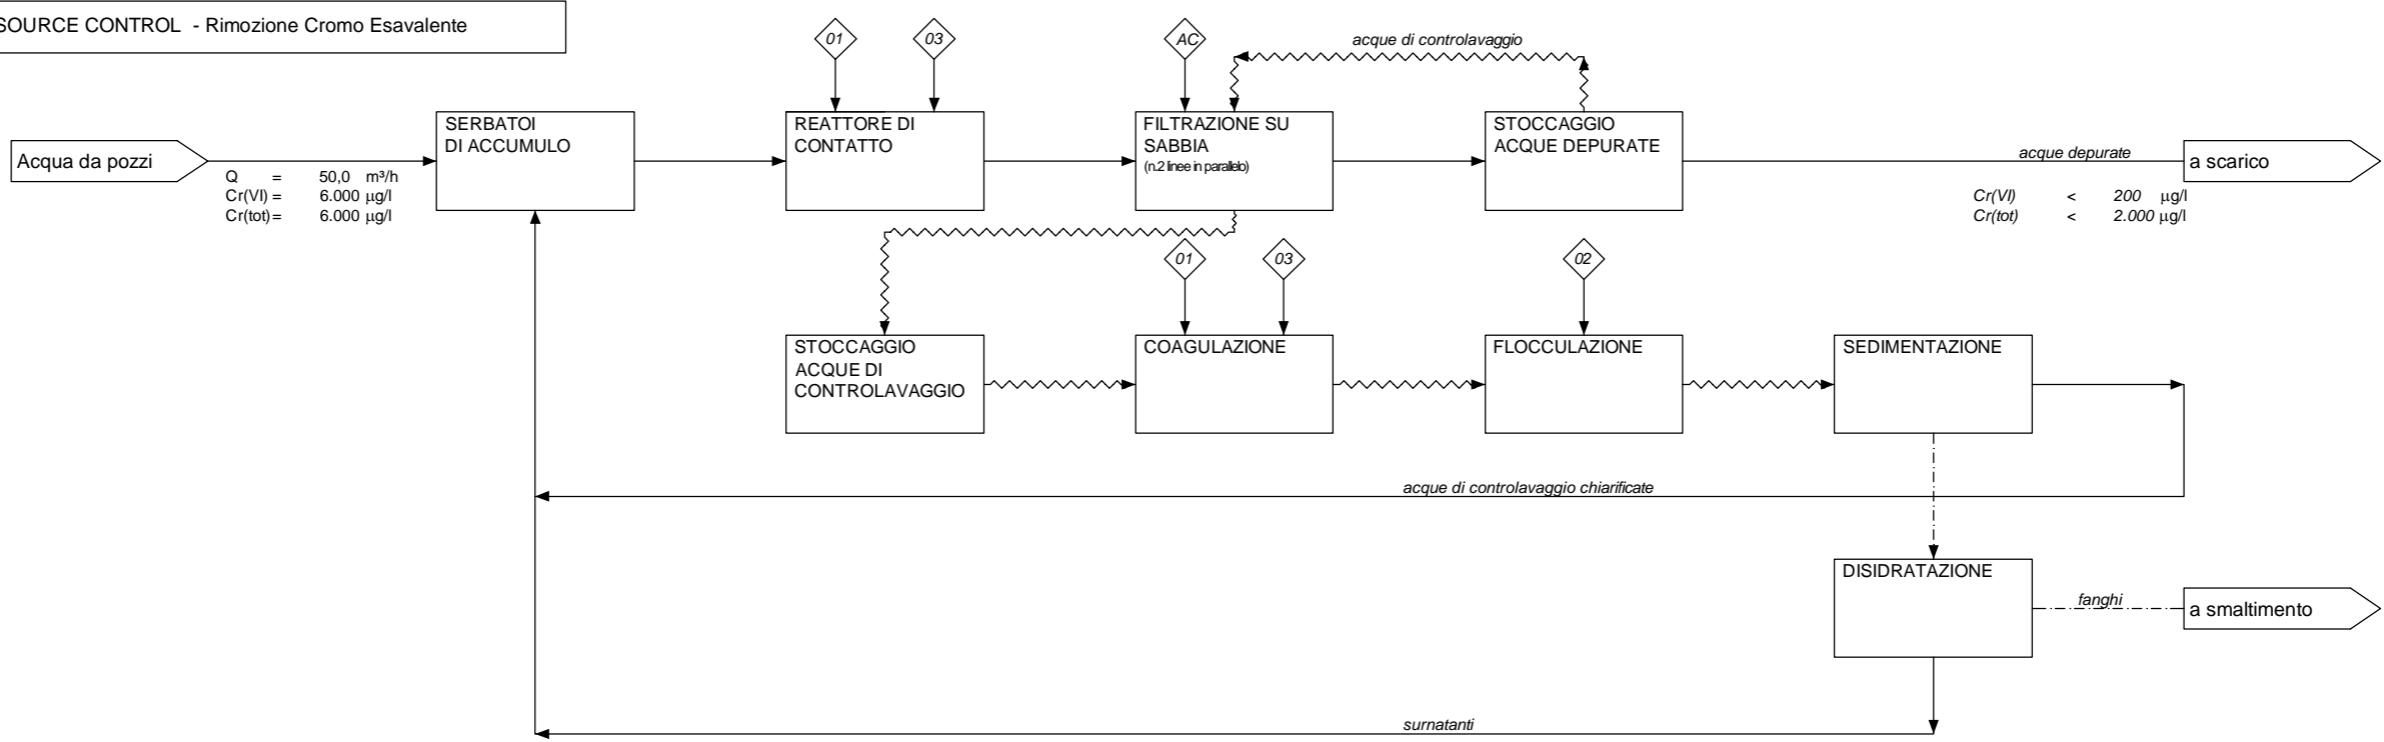 SOURCE CONTROL - Rimozione Cromo Esavalente
01
03
AC
acque di controlavaggio
Acqua da pozzi
Q = 50,0 m³/h
Cr(VI) = 6.000 µg/l
Cr(tot) = 6.000 µg/l
SERBATOI
DI ACCUMULO
REATTORE DI
CONTATTO
FILTRAZIONE SU
SABBIA
(n.2 linee in parallelo)
STOCCAGGIO
ACQUE DEPURATE
acque depurate
a scarico
Cr(VI) < 200 µg/l
Cr(tot) < 2.000 µg/l
01
03
02
STOCCAGGIO
ACQUE DI
CONTROLAVAGGIO
COAGULAZIONE
FLOCCULAZIONE
SEDIMENTAZIONE
acque di controlavaggio chiarificate
DISIDRATAZIONE
fanghi
a smaltimento
surnatanti